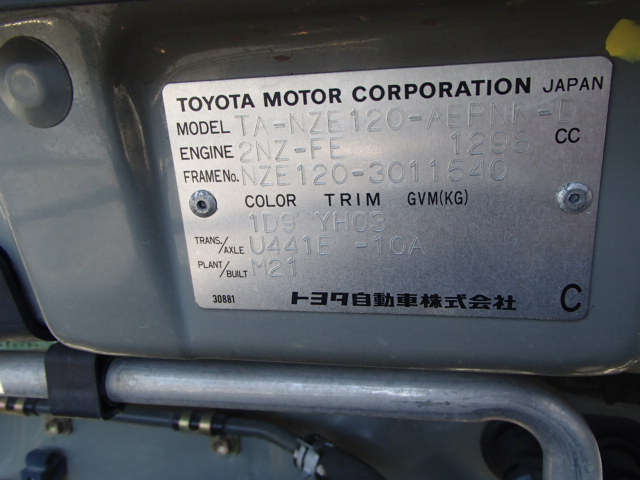 TOYOTA MOTOR CORPORATION JAPAN
MODEL TA-NZE120-AEPNK-D
ENGINE 2NZ-FE 1298 CC
FRAME No. NZE120-3011540
COLOR TRIM GVM(KG)
1D9 YH03
TRANS./AXLE U441E -10A
PLANT/BUILT M21
30881 トヨタ自動車株式会社 C